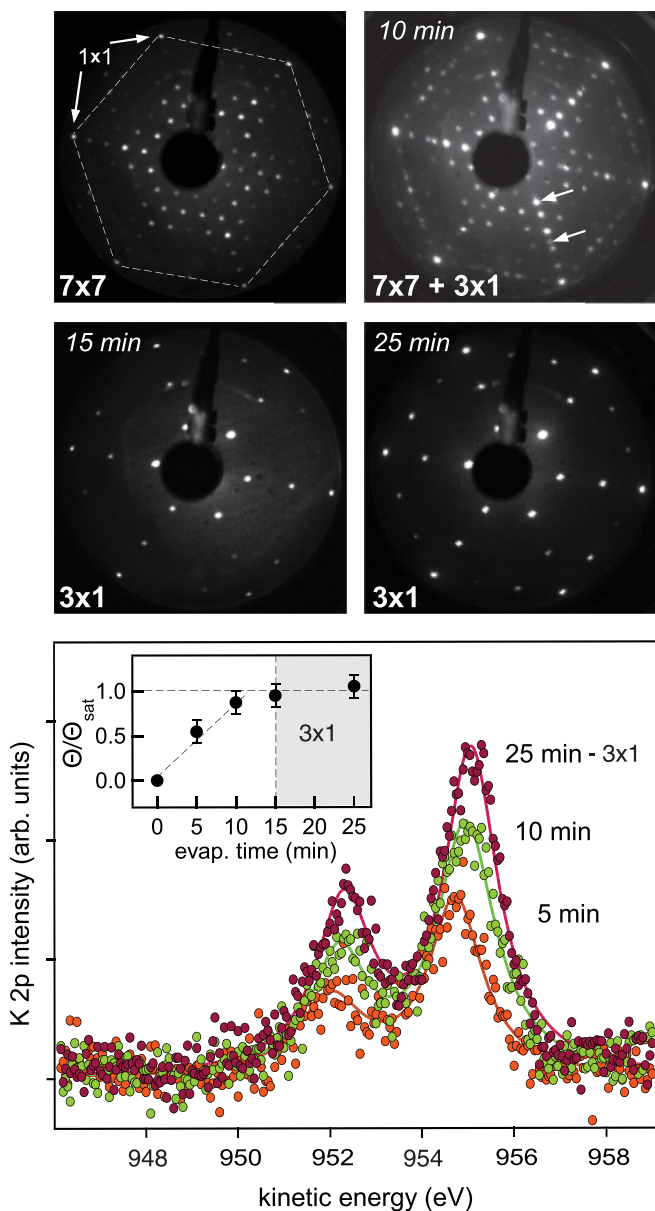 1x1
7x7
10 min
7x7 + 3x1
15 min
3x1
25 min
3x1
Θ/Θsat
1.0
0.5
0.0
3x1
0 5 10 15 20 25
evap. time (min)
25 min - 3x1
10 min
5 min
K 2p intensity (arb. units)
948 950 952 954 956 958
kinetic energy (eV)